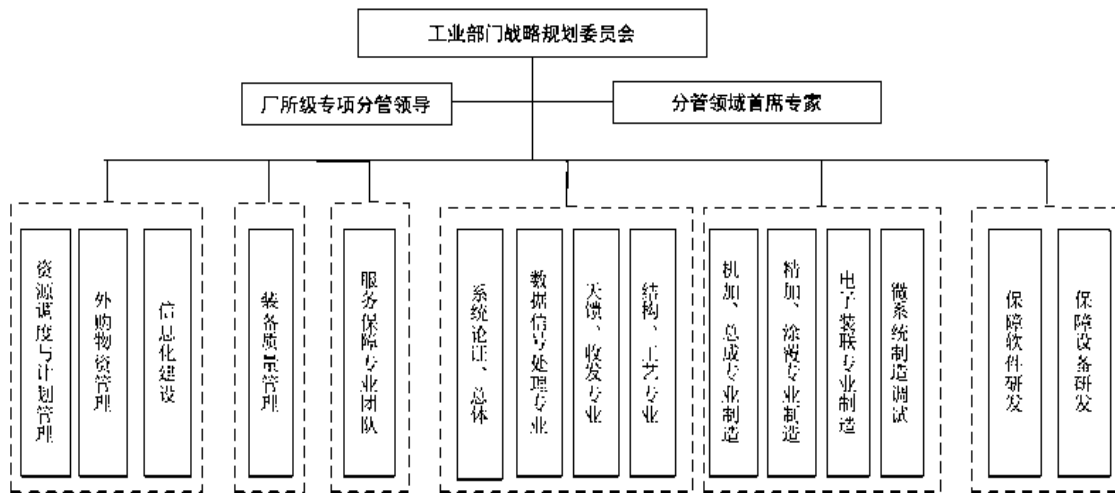 工业部门战略规划委员会
厂所级专项分管领导
分管领域首席专家
资源调度与计划管理
外购物资管理
信息化建设
装备质量管理
服务保障专业团队
系统论证、总体
数据信号处理专业
天馈、收发专业
结构、工艺专业
机加、总成专业制造
精加、涂覆专业制造
电子装联专业制造
微系统制造调试
保障软件研发
保障设备研发